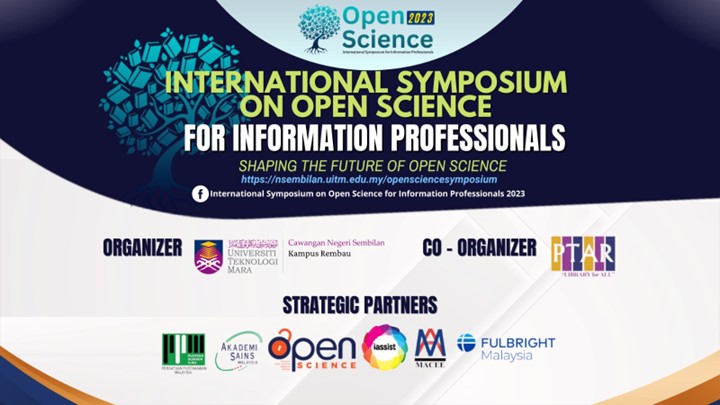 Open 2023
Science
International Symposium for Information Professionals
INTERNATIONAL SYMPOSIUM
ON OPEN SCIENCE
FOR INFORMATION PROFESSIONALS
SHAPING THE FUTURE OF OPEN SCIENCE
https://nsembilan.uitm.edu.my/opensciencesymposium
f International Symposium on Open Science for Information Professionals 2023
ORGANIZER
UNIVERSITI
TEKNOLOGI
MARA
Cawangan Negeri Sembilan
Kampus Rembau
CO - ORGANIZER
PTAR
"LIBRARY for ALL"
STRATEGIC PARTNERS
PERSATUAN PUSTAKAWAN
MALAYSIA
AKADEMI
SAINS
MALAYSIA
Open
SCIENCE
iassist
MACEE
FULBRIGHT
Malaysia